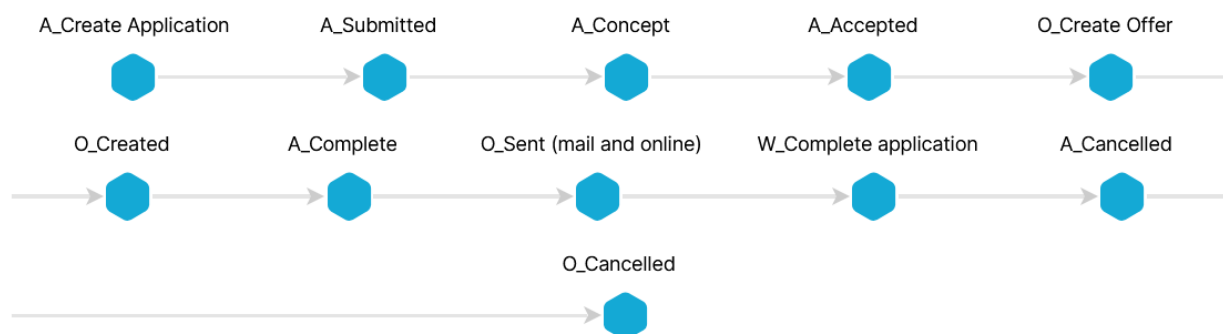 A_Create Application
A_Submitted
A_Concept
A_Accepted
O_Create Offer
O_Created
A_Complete
O_Sent (mail and online)
W_Complete application
A_Cancelled
O_Cancelled